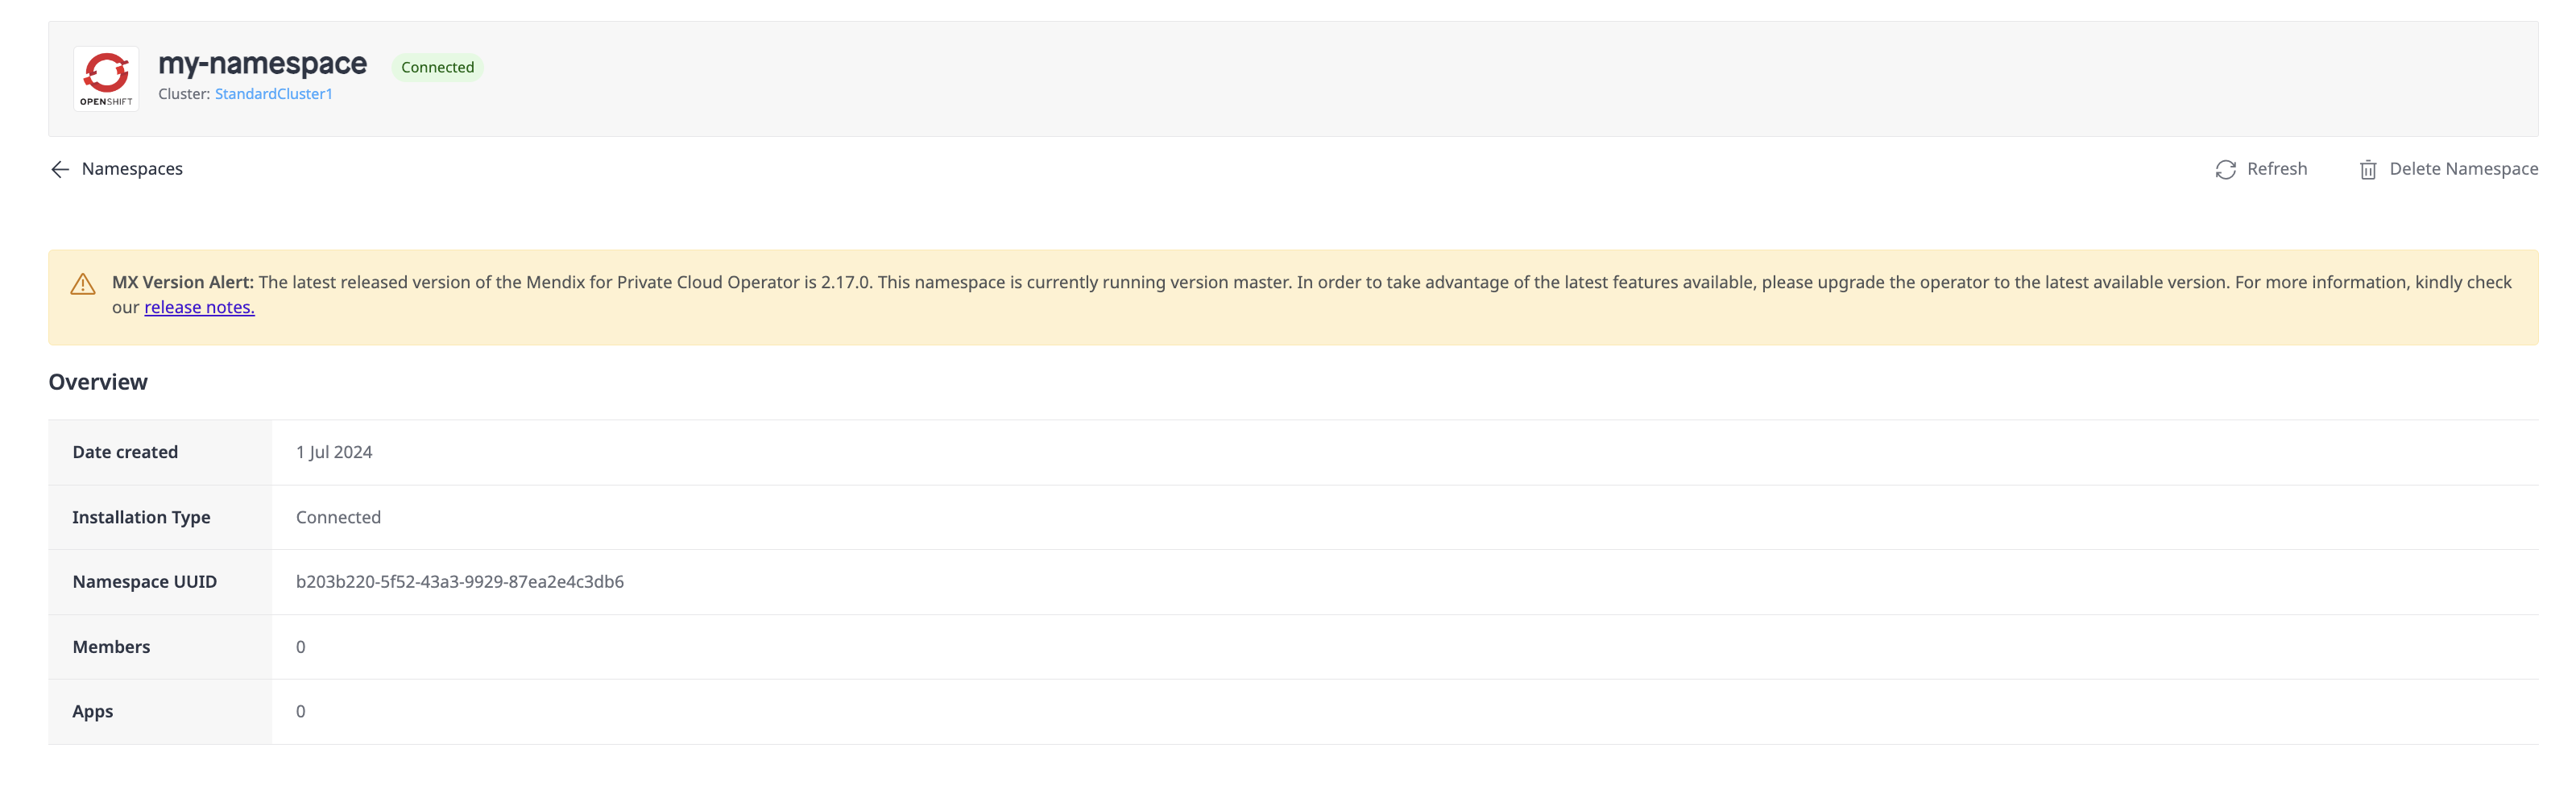 my-namespace Connected
OPENSHIFT
Cluster: StandardCluster1
Namespaces
Refresh Delete Namespace
MX Version Alert: The latest released version of the Mendix for Private Cloud Operator is 2.17.0. This namespace is currently running version master. In order to take advantage of the latest features available, please upgrade the operator to the latest available version. For more information, kindly check
our release notes.
Overview
Date created 1 Jul 2024
Installation Type Connected
Namespace UUID b203b220-5f52-43a3-9929-87ea2e4c3db6
Members 0
Apps 0